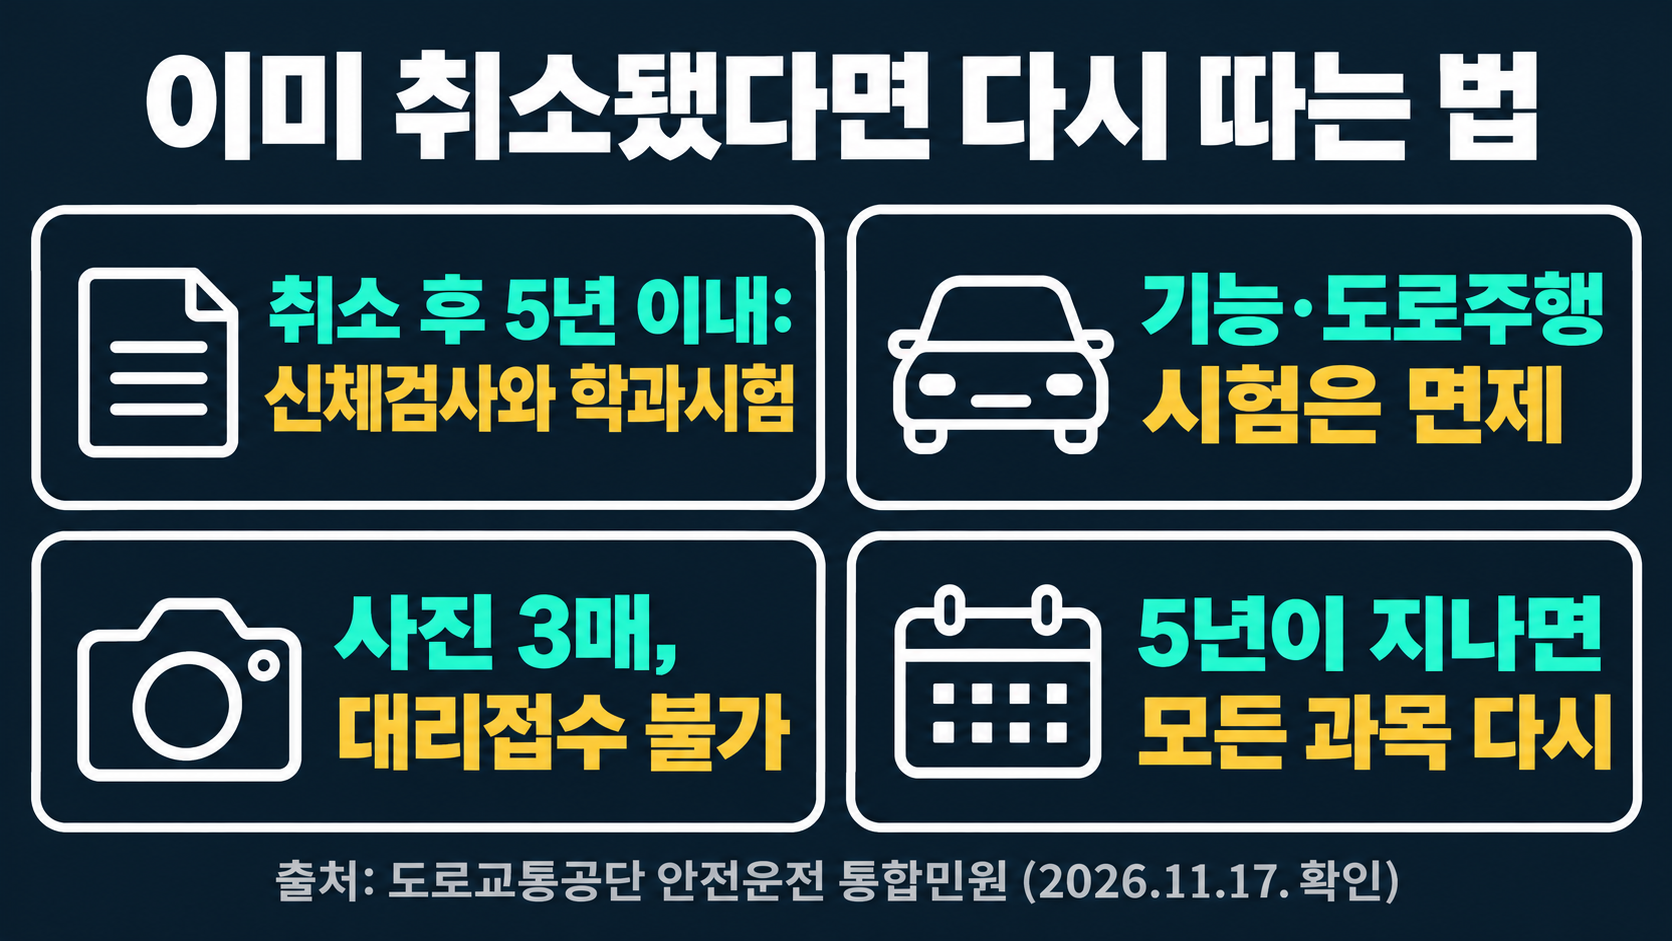 이미 취소됐다면 다시 따는 법
취소 후 5년 이내:
신체검사와 학과시험
기능·도로주행
시험은 면제
사진 3매,
대리접수 불가
5년이 지나면
모든 과목 다시
출처: 도로교통공단 안전운전 통합민원 (2026.11.17. 확인)